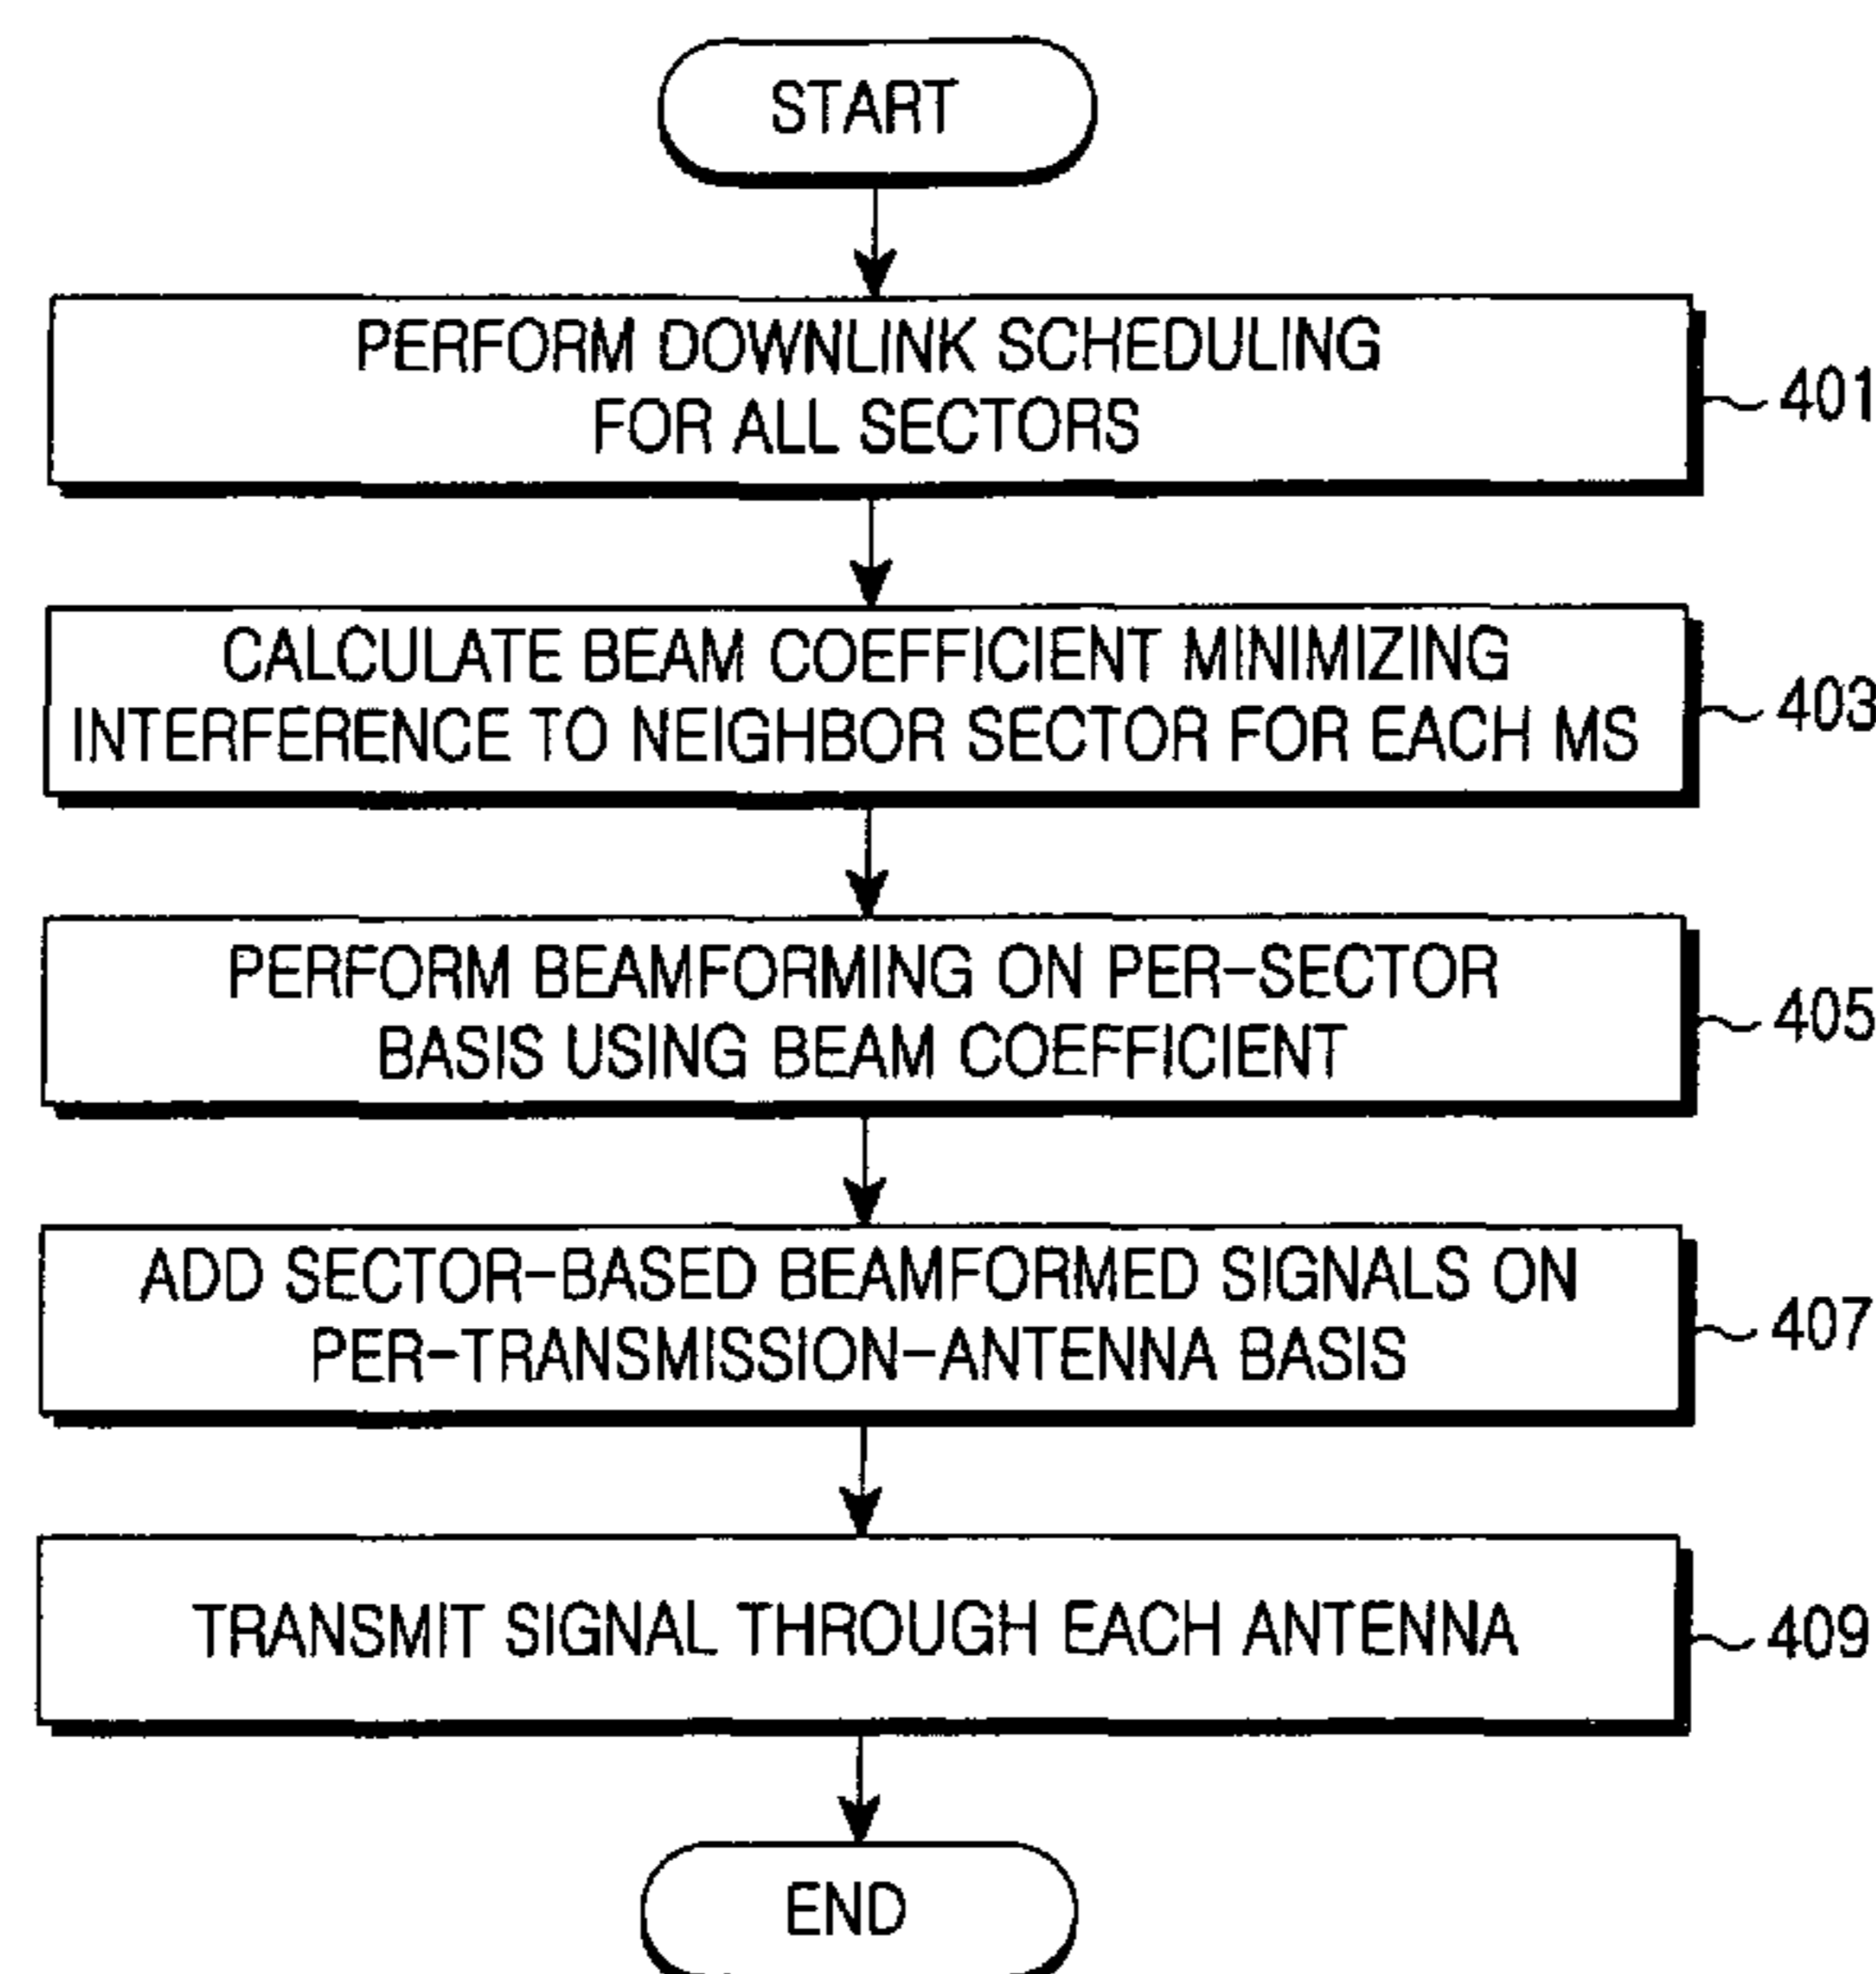 START
PERFORM DOWNLINK SCHEDULING
FOR ALL SECTORS
401
CALCULATE BEAM COEFFICIENT MINIMIZING
INTERFERENCE TO NEIGHBOR SECTOR FOR EACH MS
403
PERFORM BEAMFORMING ON PER-SECTOR
BASIS USING BEAM COEFFICIENT
405
ADD SECTOR-BASED BEAMFORMED SIGNALS ON
PER-TRANSMISSION-ANTENNA BASIS
407
TRANSMIT SIGNAL THROUGH EACH ANTENNA
409
END